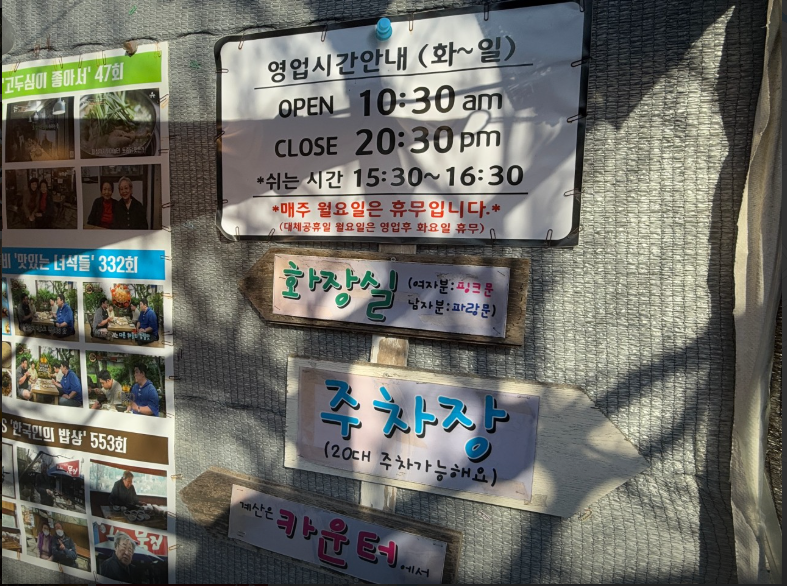 '고두심이 좋아서' 47회
비 '맛있는 녀석들' 332회
S '한국인의 밥상' 553회
영업시간안내 (화~일)
OPEN 10:30 am
CLOSE 20:30 pm
*쉬는 시간 15:30~16:30
*매주 월요일은 휴무입니다.*
(대체공휴일 월요일은 영업후 화요일 휴무)
화장실 (여자분:핑크문
남자분:파랑문)
주차장
(20대 주차가능해요)
계산은 카운터에서